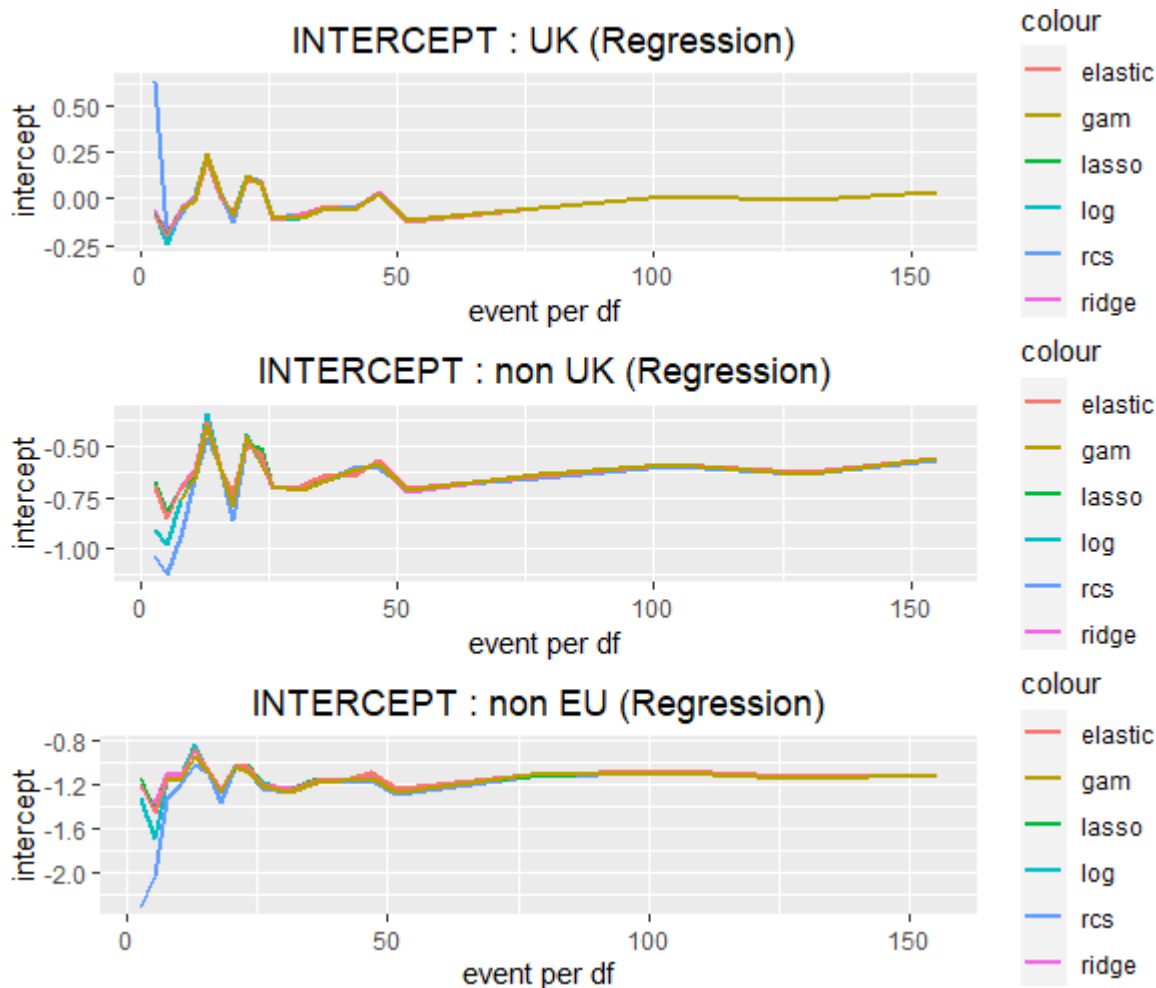 INTERCEPT : UK (Regression)
intercept
0.50
0.25
0.00
-0.25
0
50
100
150
event per df
colour
elastic
gam
lasso
log
rcs
ridge
INTERCEPT : non UK (Regression)
intercept
-0.50
-0.75
-1.00
0
50
100
150
event per df
colour
elastic
gam
lasso
log
rcs
ridge
INTERCEPT : non EU (Regression)
intercept
-0.8
-1.2
-1.6
-2.0
0
50
100
150
event per df
colour
elastic
gam
lasso
log
rcs
ridge